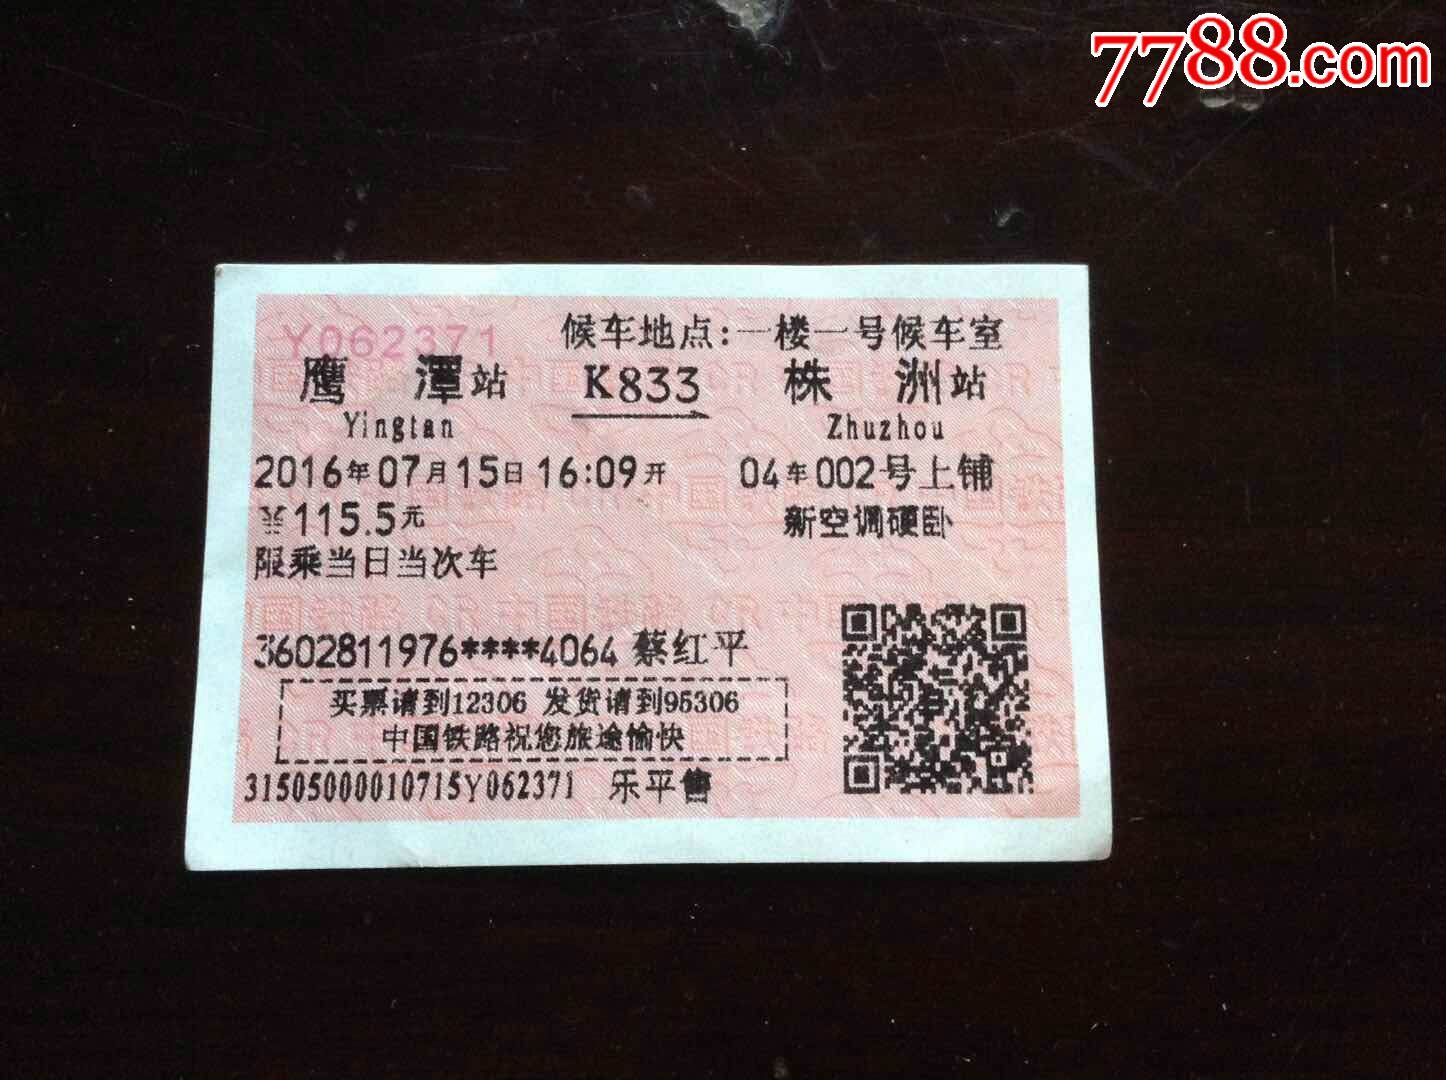 7788.com
Y062371
候车地点:一楼一号候车室
鹰 潭站 K833 株 洲站
Yingtan Zhuzhou
2016年07月15日16:09开 04车002号上铺
¥115.5元 新空调硬卧
限乘当日当次车
3602811976****4064 蔡红平
买票请到12306 发货请到95306
中国铁路祝您旅途愉快
31505000010715Y062371 乐平售